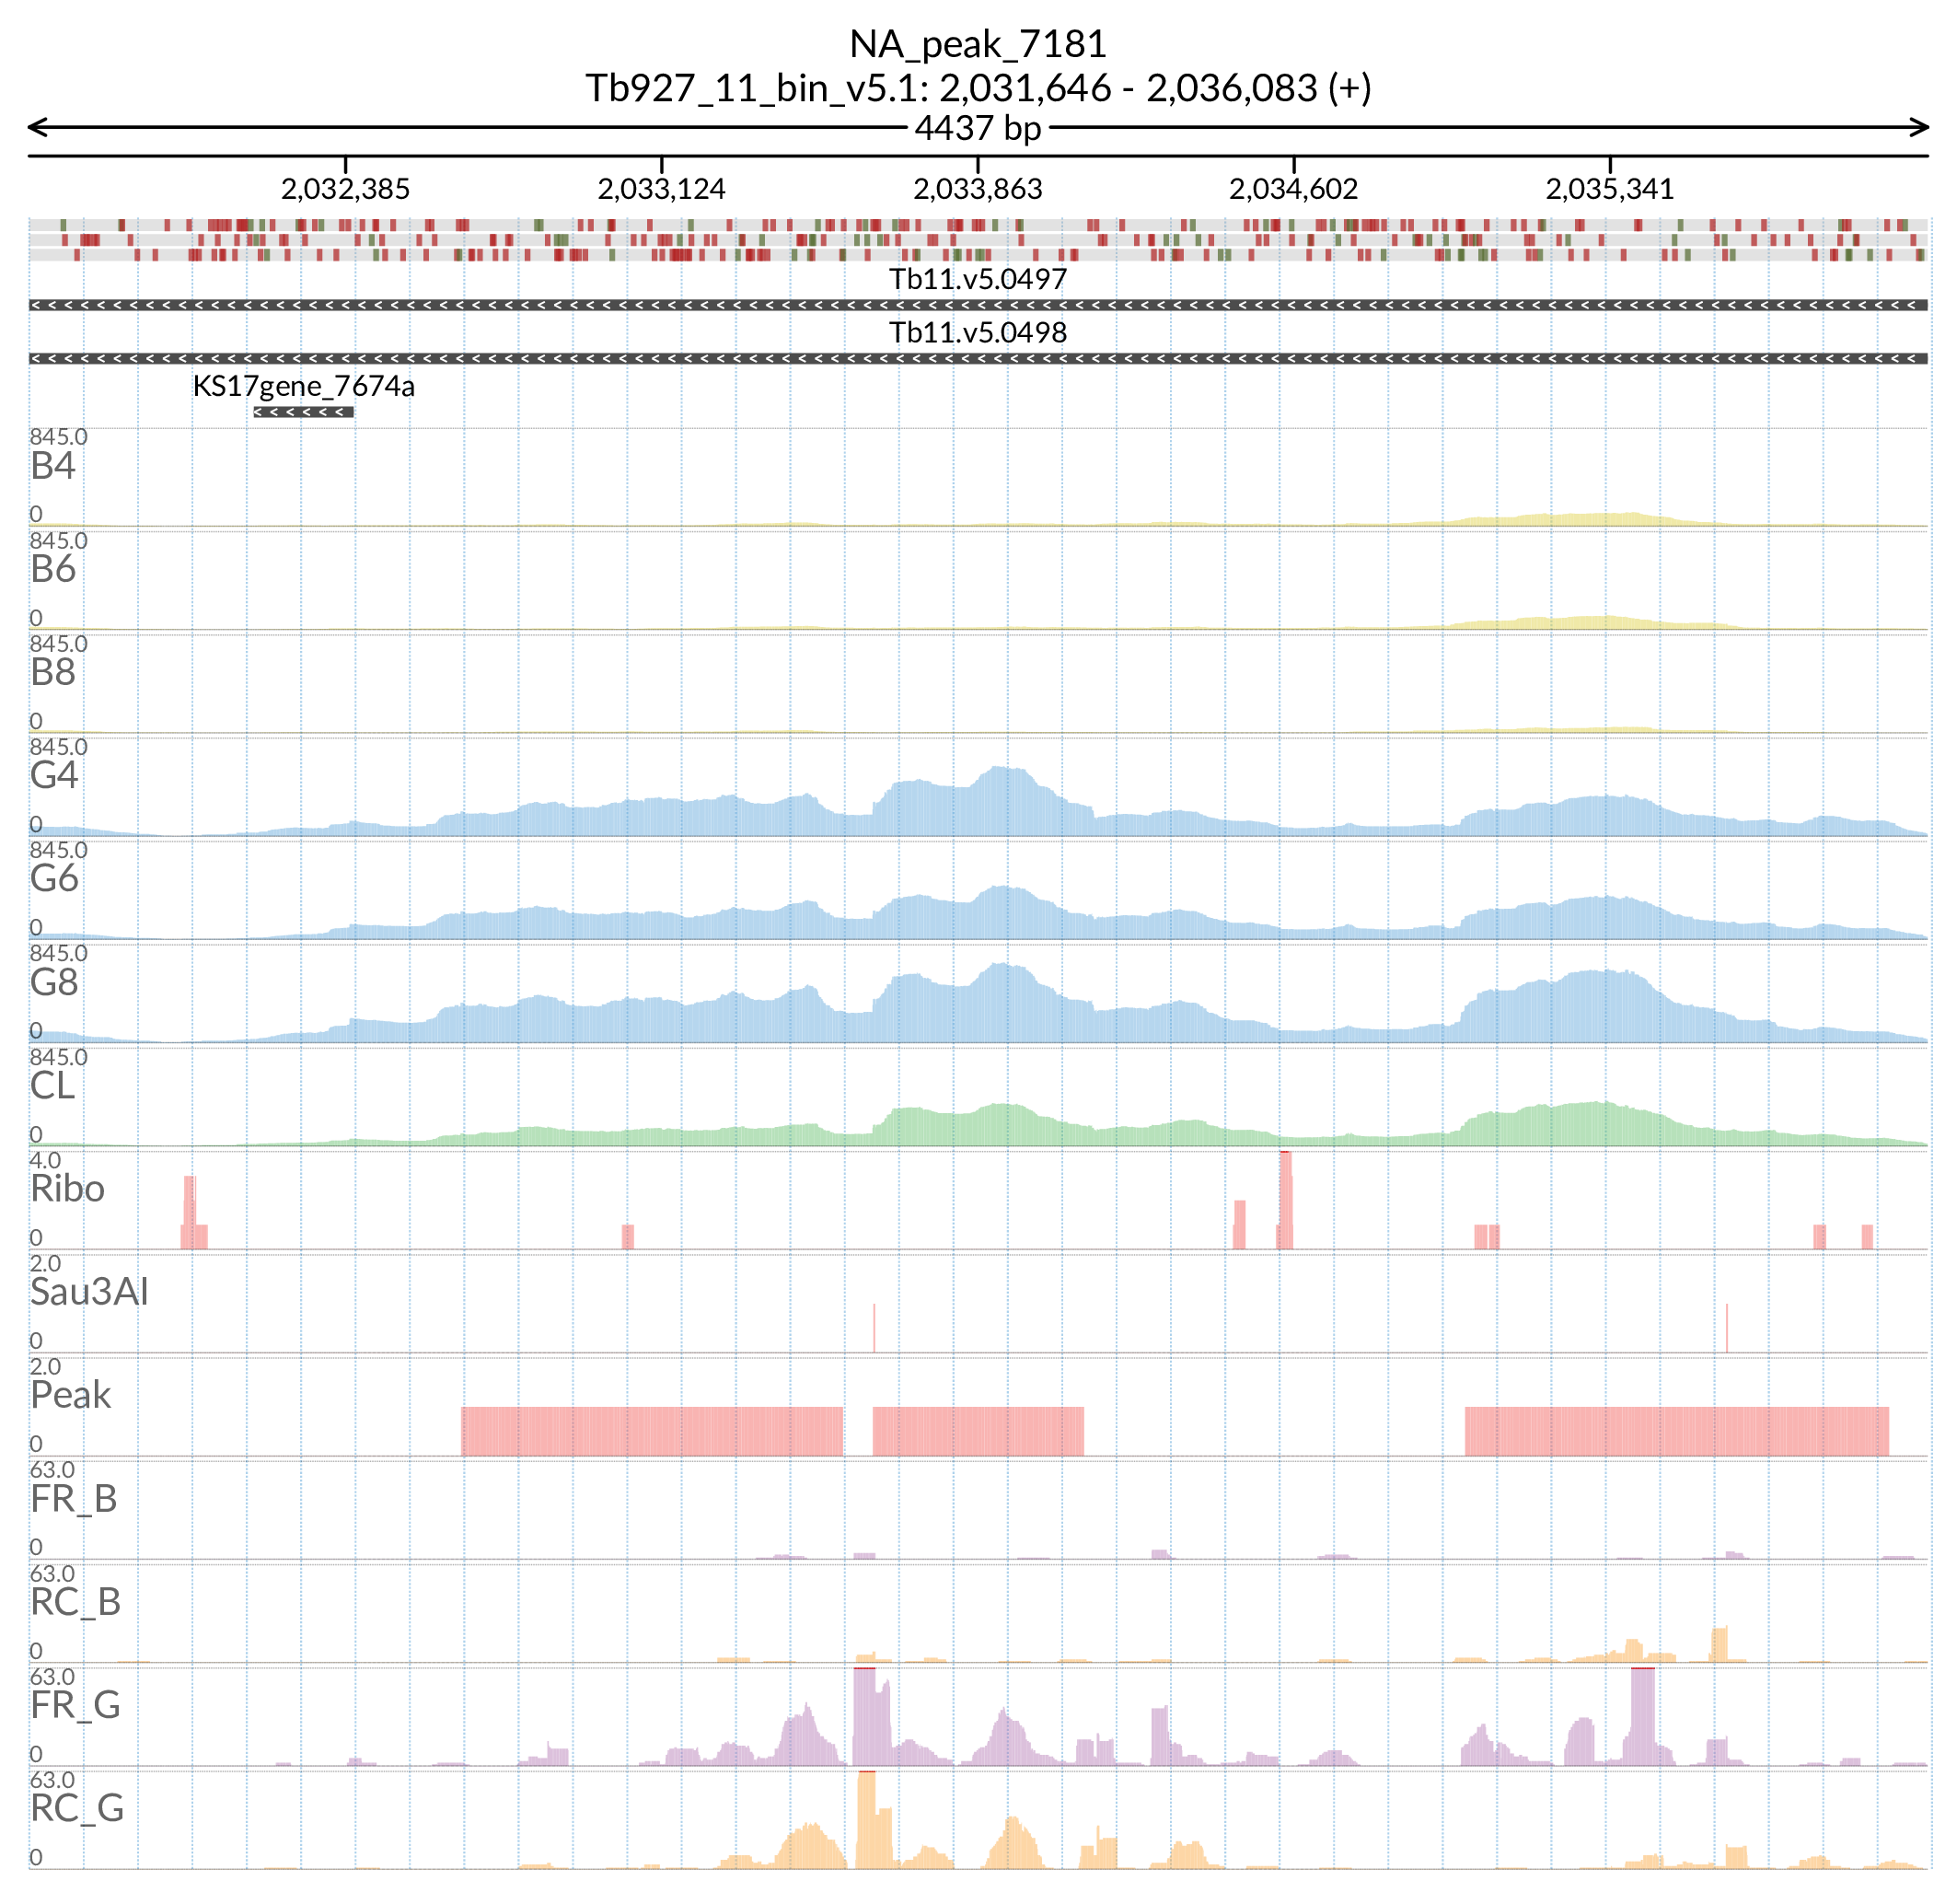 NA_peak_7181
Tb927_11_bin_v5.1: 2,031,646 - 2,036,083 (+)
4437 bp
2,032,385 2,033,124 2,033,863 2,034,602 2,035,341
Tb11.v5.0497
Tb11.v5.0498
KS17gene_7674a
845.0
B4
0
845.0
B6
0
845.0
B8
0
845.0
G4
0
845.0
G6
0
845.0
G8
0
845.0
CL
0
4.0
Ribo
0
2.0
Sau3AI
0
2.0
Peak
0
63.0
FR_B
0
63.0
RC_B
0
63.0
FR_G
0
63.0
RC_G
0